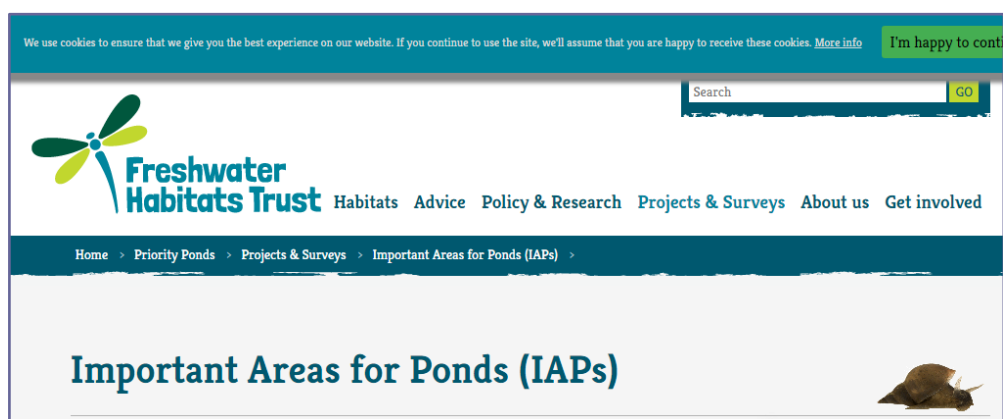 We use cookies to ensure that we give you the best experience on our website. If you continue to use the site, we'll assume that you are happy to receive these cookies. More info
I'm happy to conti
Search
GO
Freshwater
Habitats Trust
Habitats Advice Policy & Research Projects & Surveys About us Get involved
Home > Priority Ponds > Projects & Surveys > Important Areas for Ponds (IAPs) >
Important Areas for Ponds (IAPs)